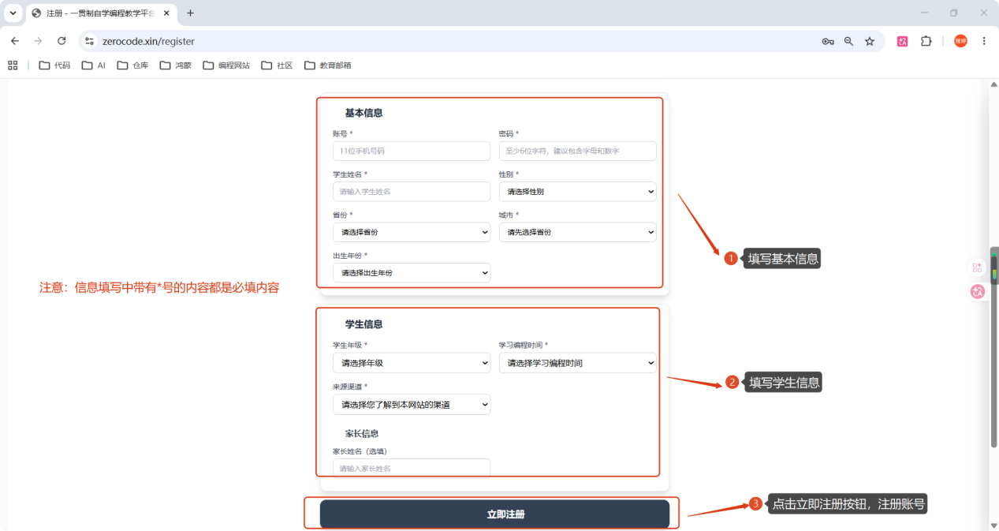 注册 - 一贯制自学编程教学平台
zerocode.xin/register
代码 AI 仓库 鸿蒙 编程网站 社区 教育邮箱
基本信息
账号 * 密码 *
11位手机号码 至少6位字符，建议包含字母和数字
学生姓名 * 性别 *
请输入学生姓名 请选择性别
省份 * 城市 *
请选择省份 请先选择省份
1 填写基本信息
出生年份 *
请选择出生年份
注意：信息填写中带有*号的内容都是必填内容
学生信息
学生年级 * 学习编程时间 *
请选择年级 请选择学习编程时间
2 填写学生信息
来源渠道 *
请选择您了解到本网站的渠道
家长信息
家长姓名（选填）
请输入家长姓名
3 点击立即注册按钮，注册账号
立即注册